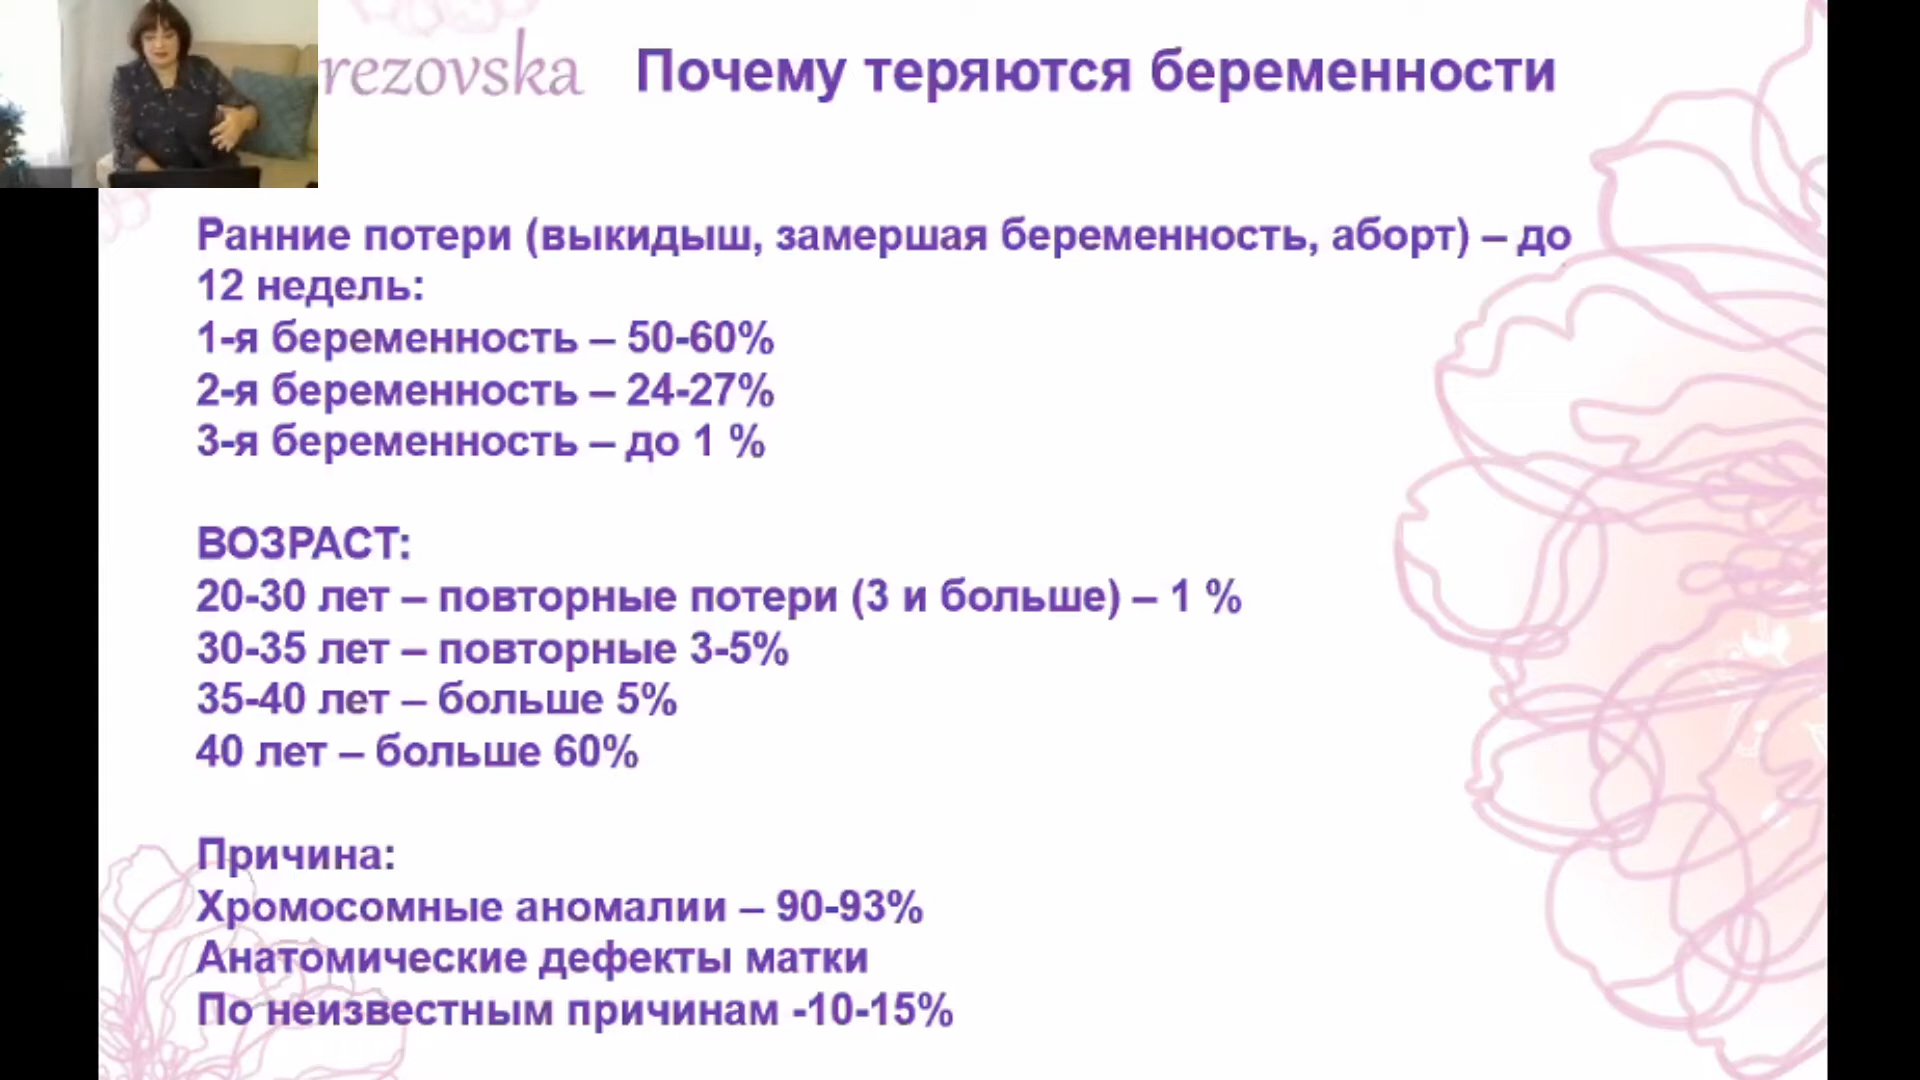 rezovska
Почему теряются беременности
Ранние потери (выкидыш, замершая беременность, аборт) – до
12 недель:
1-я беременность – 50-60%
2-я беременность – 24-27%
3-я беременность – до 1 %
ВОЗРАСТ:
20-30 лет – повторные потери (3 и больше) – 1 %
30-35 лет – повторные 3-5%
35-40 лет – больше 5%
40 лет – больше 60%
Причина:
Хромосомные аномалии – 90-93%
Анатомические дефекты матки
По неизвестным причинам -10-15%